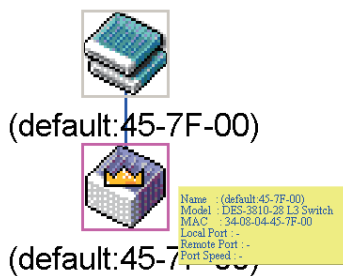 (default:45-7F-00)
Name : (default:45-7F-00)
Model : DES-3810-28 L3 Switch
MAC : 34-08-04-45-7F-00
Local Port : -
Remote Port : -
Port Speed : -
(default:45-7F-00)